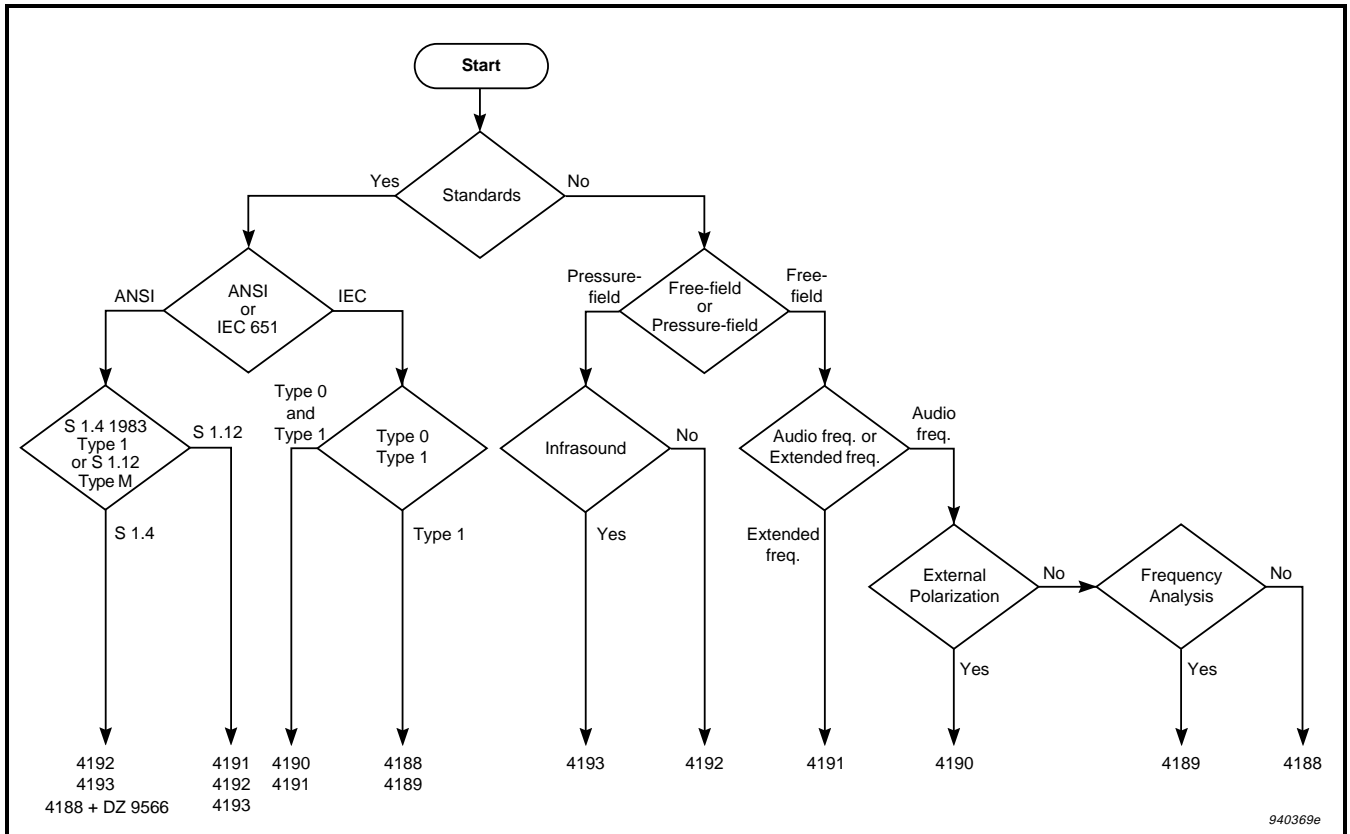 Start
Yes
No
Standards
ANSI
ANSI
or
IEC 651
IEC
Pressure-
field
Free-field
or
Pressure-field
Free-
field
S 1.4 1983
Type 1
or S 1.12
Type M
S 1.12
S 1.4
Type 0
and
Type 1
Type 0
Type 1
Type 1
Infrasound
No
Yes
Audio freq. or
Extended freq.
Audio
freq.
Extended
freq.
External
Polarization
No
Yes
Frequency
Analysis
No
Yes
4192
4193
4188 + DZ 9566
4191
4192
4193
4190
4191
4188
4189
4193
4192
4191
4190
4189
4188
940369e